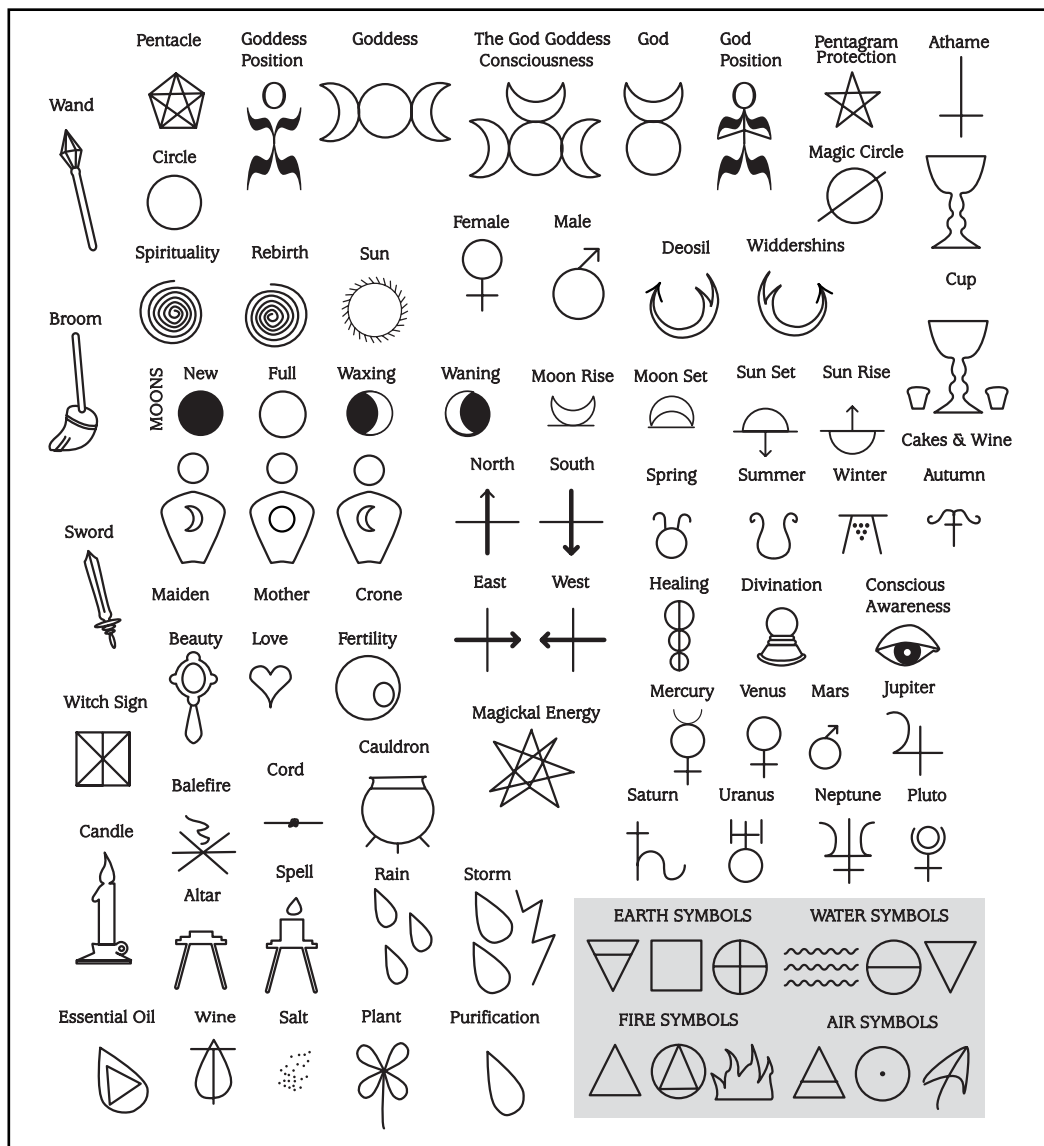 Pentacle
Goddess
Position
Goddess
The God Goddess
Consciousness
God
God
Position
Pentagram
Protection
Athame
Wand
Circle
Magic Circle
Female
Male
Spirituality
Rebirth
Sun
Deosil
Widdershins
Cup
Broom
MOONS
New
Full
Waxing
Waning
Moon Rise
Moon Set
Sun Set
Sun Rise
Cakes & Wine
North
South
Spring
Summer
Winter
Autumn
Sword
Maiden
Mother
Crone
East
West
Healing
Divination
Conscious
Awareness
Beauty
Love
Fertility
Witch Sign
Magickal Energy
Mercury
Venus
Mars
Jupiter
Cauldron
Cord
Balefire
Saturn
Uranus
Neptune
Pluto
Candle
Spell
Rain
Storm
Altar
EARTH SYMBOLS
WATER SYMBOLS
Essential Oil
Wine
Salt
Plant
Purification
FIRE SYMBOLS
AIR SYMBOLS